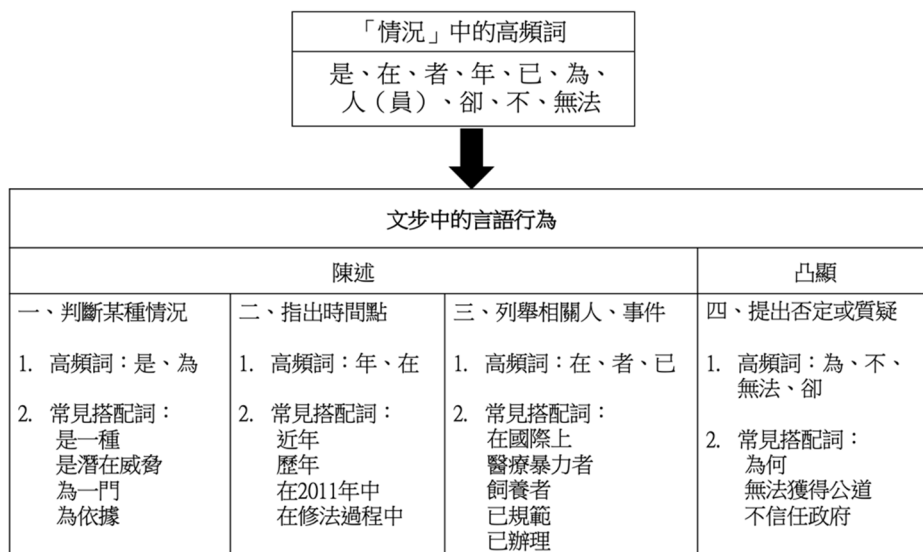 「情況」中的高頻詞
是、在、者、年、已、為、
人（員）、卻、不、無法
文步中的言語行為
陳述
凸顯
一、判斷某種情況
1. 高頻詞：是、為
2. 常見搭配詞：
是一種
是潛在威脅
為一門
為依據
二、指出時間點
1. 高頻詞：年、在
2. 常見搭配詞：
近年
歷年
在2011年中
在修法過程中
三、列舉相關人、事件
1. 高頻詞：在、者、已
2. 常見搭配詞：
在國際上
醫療暴力者
飼養者
已規範
已辦理
四、提出否定或質疑
1. 高頻詞：為、不、
無法、卻
2. 常見搭配詞：
為何
無法獲得公道
不信任政府